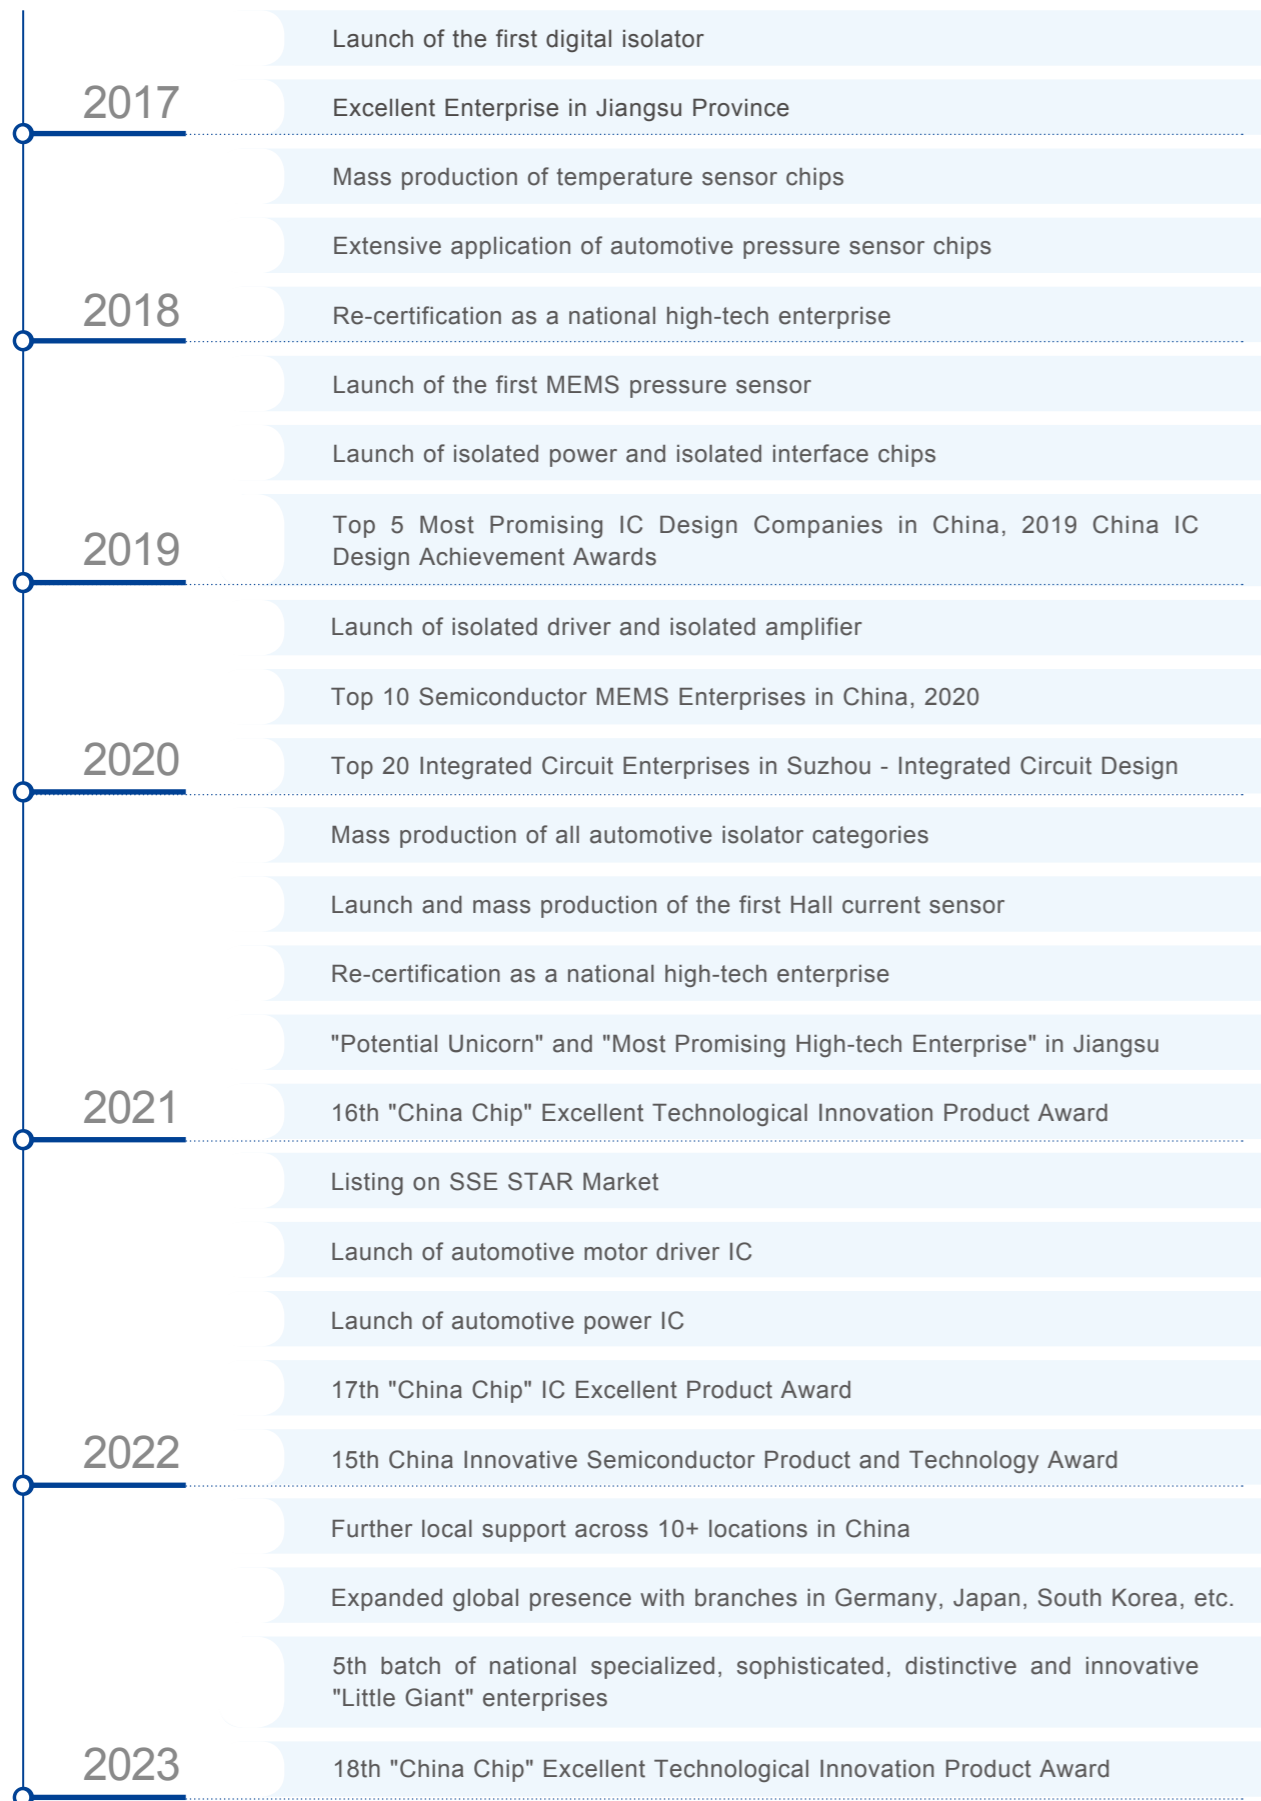 Launch of the first digital isolator
2017
Excellent Enterprise in Jiangsu Province
Mass production of temperature sensor chips
Extensive application of automotive pressure sensor chips
2018
Re-certification as a national high-tech enterprise
Launch of the first MEMS pressure sensor
Launch of isolated power and isolated interface chips
2019
Top 5 Most Promising IC Design Companies in China, 2019 China IC
Design Achievement Awards
Launch of isolated driver and isolated amplifier
Top 10 Semiconductor MEMS Enterprises in China, 2020
2020
Top 20 Integrated Circuit Enterprises in Suzhou - Integrated Circuit Design
Mass production of all automotive isolator categories
Launch and mass production of the first Hall current sensor
Re-certification as a national high-tech enterprise
"Potential Unicorn" and "Most Promising High-tech Enterprise" in Jiangsu
2021
16th "China Chip" Excellent Technological Innovation Product Award
Listing on SSE STAR Market
Launch of automotive motor driver IC
Launch of automotive power IC
17th "China Chip" IC Excellent Product Award
2022
15th China Innovative Semiconductor Product and Technology Award
Further local support across 10+ locations in China
Expanded global presence with branches in Germany, Japan, South Korea, etc.
5th batch of national specialized, sophisticated, distinctive and innovative
"Little Giant" enterprises
2023
18th "China Chip" Excellent Technological Innovation Product Award